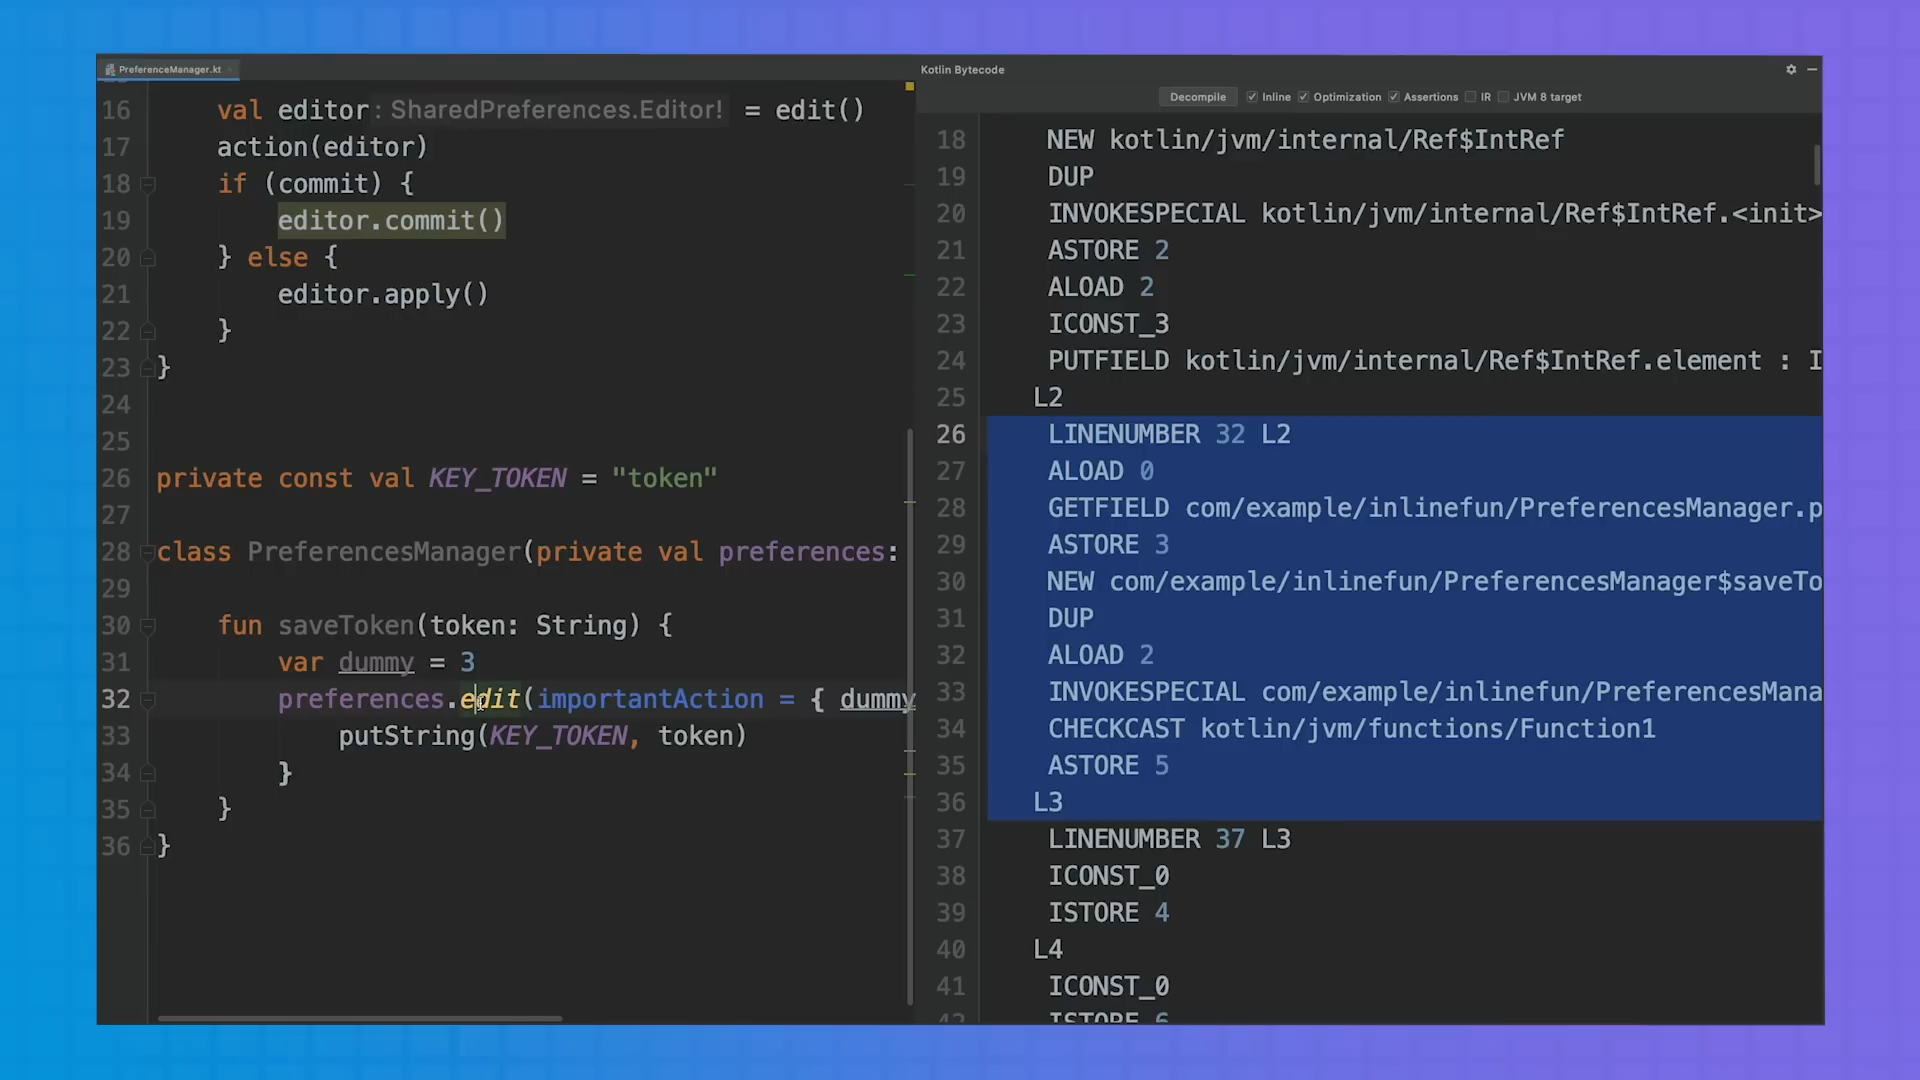 PreferenceManager.kt
16 val editor : SharedPreferences.Editor! = edit()
17 action(editor)
18 if (commit) {
19 editor.commit()
20 } else {
21 editor.apply()
22 }
23 }
24
25
26 private const val KEY_TOKEN = "token"
27
28 class PreferencesManager(private val preferences:
29
30 fun saveToken(token: String) {
31 var dummy = 3
32 preferences.edit(importantAction = { dummy
33 putString(KEY_TOKEN, token)
34 }
35 }
36 }
Kotlin Bytecode
Decompile Inline Optimization Assertions IR JVM 8 target
18 NEW kotlin/jvm/internal/Ref$IntRef
19 DUP
20 INVOKESPECIAL kotlin/jvm/internal/Ref$IntRef.<init>
21 ASTORE 2
22 ALOAD 2
23 ICONST_3
24 PUTFIELD kotlin/jvm/internal/Ref$IntRef.element : I
25 L2
26 LINENUMBER 32 L2
27 ALOAD 0
28 GETFIELD com/example/inlinefun/PreferencesManager.p
29 ASTORE 3
30 NEW com/example/inlinefun/PreferencesManager$saveTo
31 DUP
32 ALOAD 2
33 INVOKESPECIAL com/example/inlinefun/PreferencesMana
34 CHECKCAST kotlin/jvm/functions/Function1
35 ASTORE 5
36 L3
37 LINENUMBER 37 L3
38 ICONST_0
39 ISTORE 4
40 L4
41 ICONST_0
42 ISTORE 6